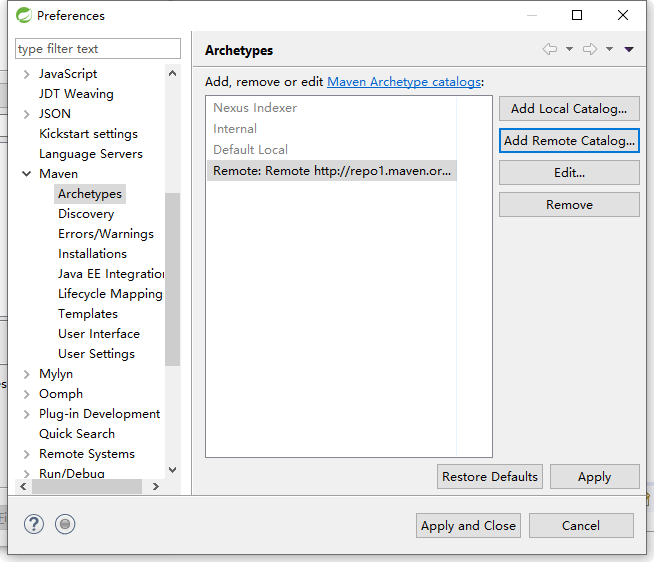 Preferences
type filter text
JavaScript
JDT Weaving
JSON
Kickstart settings
Language Servers
Maven
Archetypes
Discovery
Errors/Warnings
Installations
Java EE Integration
Lifecycle Mapping
Templates
User Interface
User Settings
Mylyn
Oomph
Plug-in Development
Quick Search
Remote Systems
Run/Debug
Archetypes
Add, remove or edit Maven Archetype catalogs:
Nexus Indexer
Internal
Default Local
Remote: Remote http://repo1.maven.or...
Add Local Catalog...
Add Remote Catalog...
Edit...
Remove
Restore Defaults
Apply
?
Apply and Close
Cancel